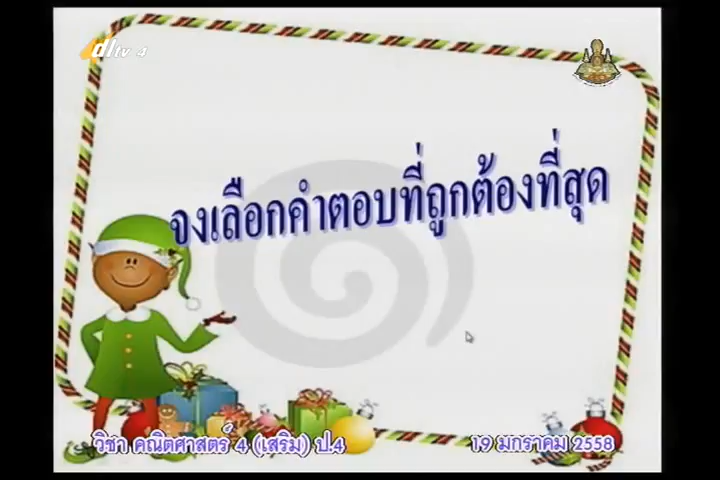 dltv 4
จงเลือกคำตอบที่ถูกต้องที่สุด
วิชา คณิตศาสตร์ 4 (เสริม) ป.4
19 มกราคม 2558